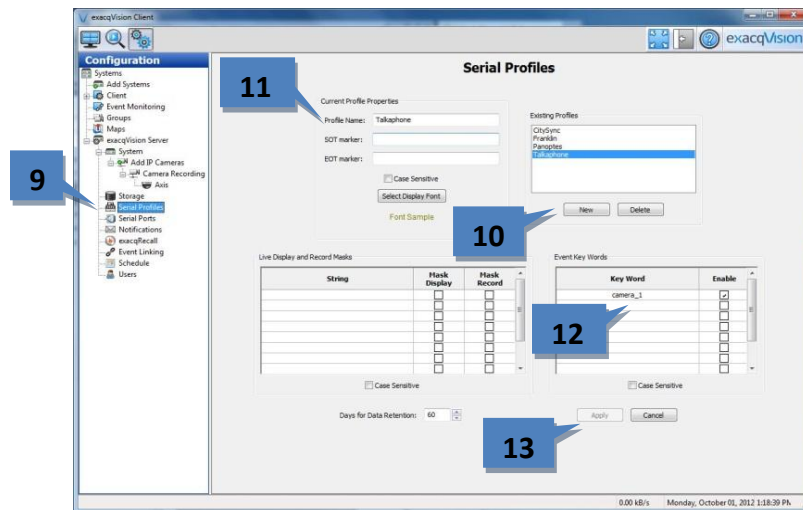 exacqVision Client
exacqVision
Configuration
Systems
Add Systems
Client
Event Monitoring
Groups
Maps
exacqVision Server
System
Add IP Cameras
Camera Recording
Axis
Storage
Serial Profiles
Serial Ports
Notifications
exacqRecall
Event Linking
Schedule
Users
9
Serial Profiles
11
Current Profile Properties
Profile Name: Talkaphone
SOT marker:
EOT marker:
Case Sensitive
Select Display Font
Font Sample
Existing Profiles
CitySync
Franklin
Panoptes
Talkaphone
New Delete
10
Live Display and Record Masks
String Mask Display Mask Record
Case Sensitive
Event Key Words
Key Word Enable
camera_1
12
Case Sensitive
Days for Data Retention: 60
Apply Cancel
13
0.00 kB/s Monday, October 01, 2012 1:18:39 PM